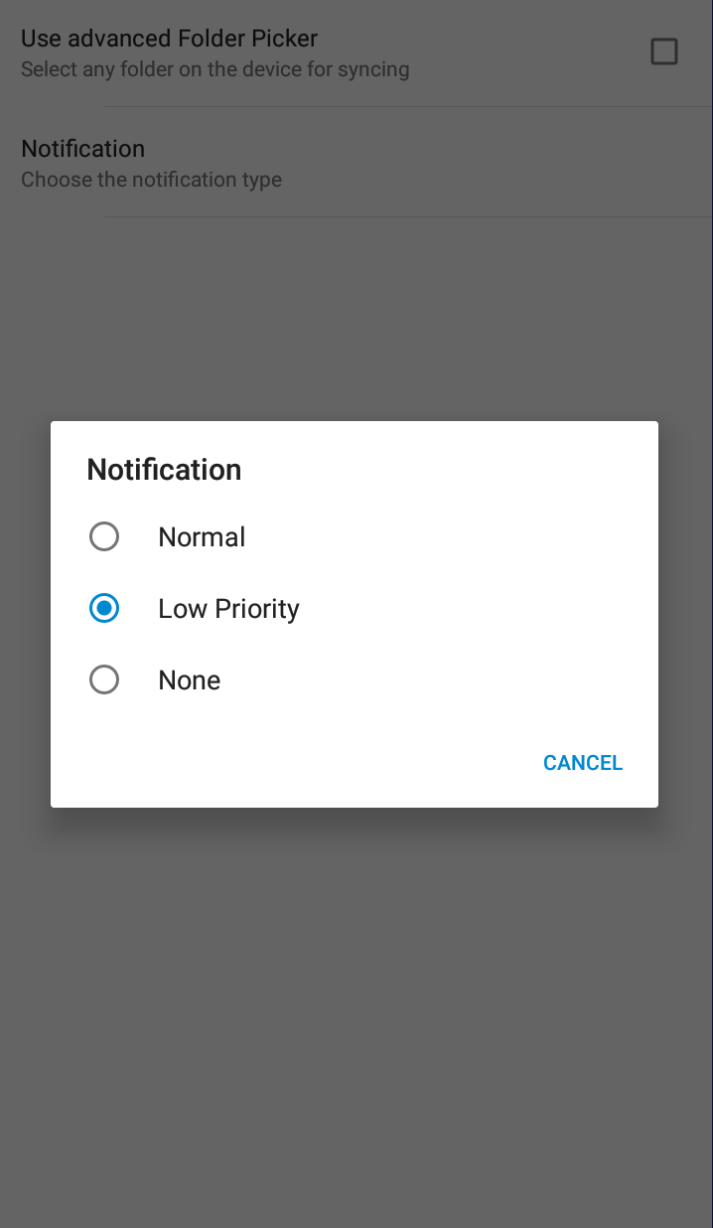 Use advanced Folder Picker
Select any folder on the device for syncing
Notification
Choose the notification type
Notification
Normal
Low Priority
None
CANCEL